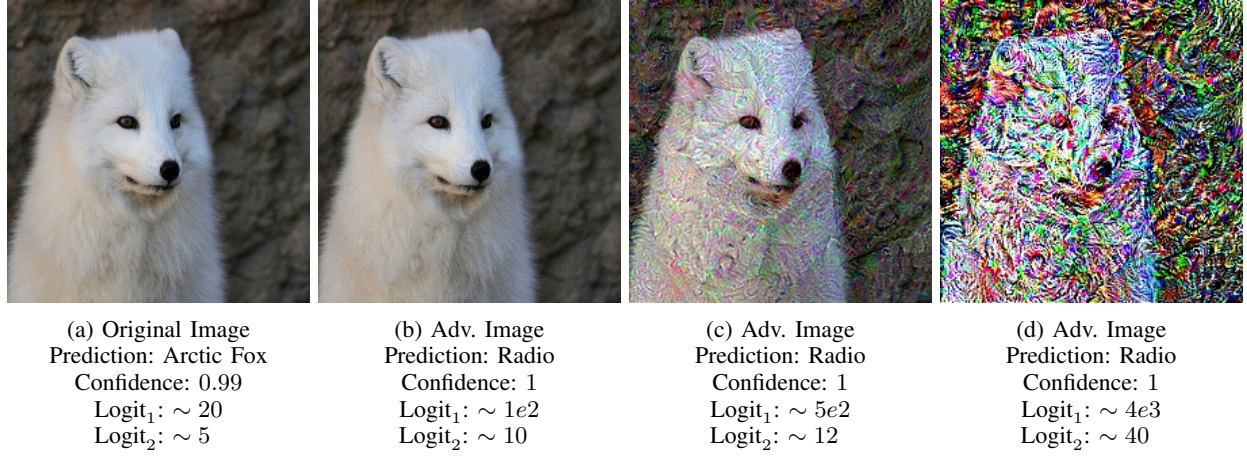 (a) Original Image
Prediction: Arctic Fox
Confidence: 0.99
Logit₁: ∼ 20
Logit₂: ∼ 5
(b) Adv. Image
Prediction: Radio
Confidence: 1
Logit₁: ∼ 1e2
Logit₂: ∼ 10
(c) Adv. Image
Prediction: Radio
Confidence: 1
Logit₁: ∼ 5e2
Logit₂: ∼ 12
(d) Adv. Image
Prediction: Radio
Confidence: 1
Logit₁: ∼ 4e3
Logit₂: ∼ 40